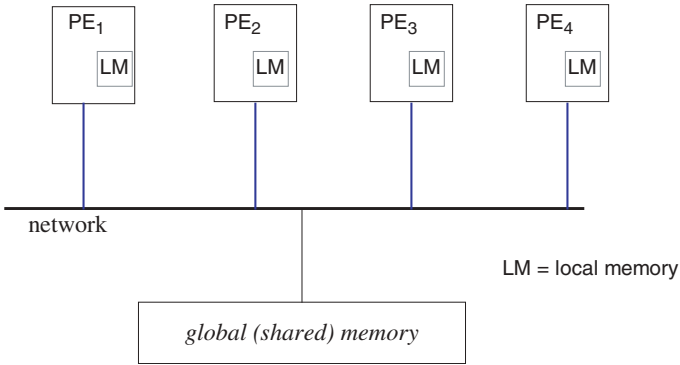 PE1 PE2 PE3 PE4
LM LM LM LM
network
LM = local memory
global (shared) memory